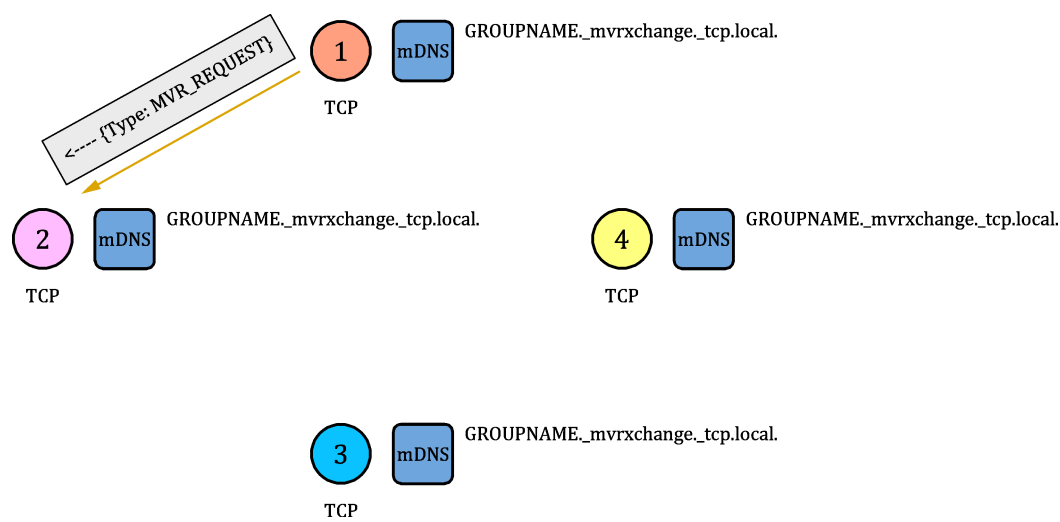 1
mDNS
GROUPNAME._mvrxchange._tcp.local.
TCP
<---- {Type: MVR_REQUEST}
2
mDNS
GROUPNAME._mvrxchange._tcp.local.
TCP
4
mDNS
GROUPNAME._mvrxchange._tcp.local.
TCP
3
mDNS
GROUPNAME._mvrxchange._tcp.local.
TCP